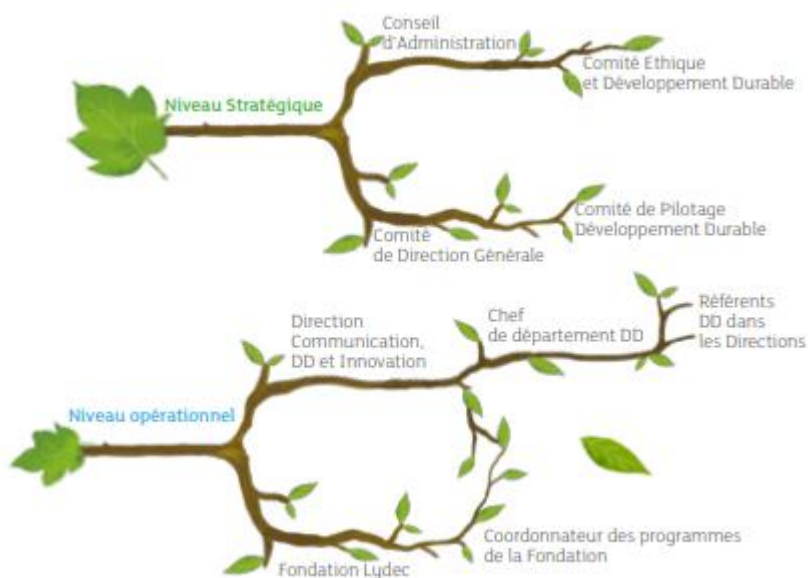 Conseil
d'Administration
Comité Ethique
et Développement Durable
Niveau Stratégique
Comité de Pilotage
Développement Durable
Comité
de Direction Générale
Direction
Communication,
DD et Innovation
Chef
de département DD
Référents
DD dans
les Directions
Niveau opérationnel
Coordonnateur des programmes
de la Fondation
Fondation Lydec